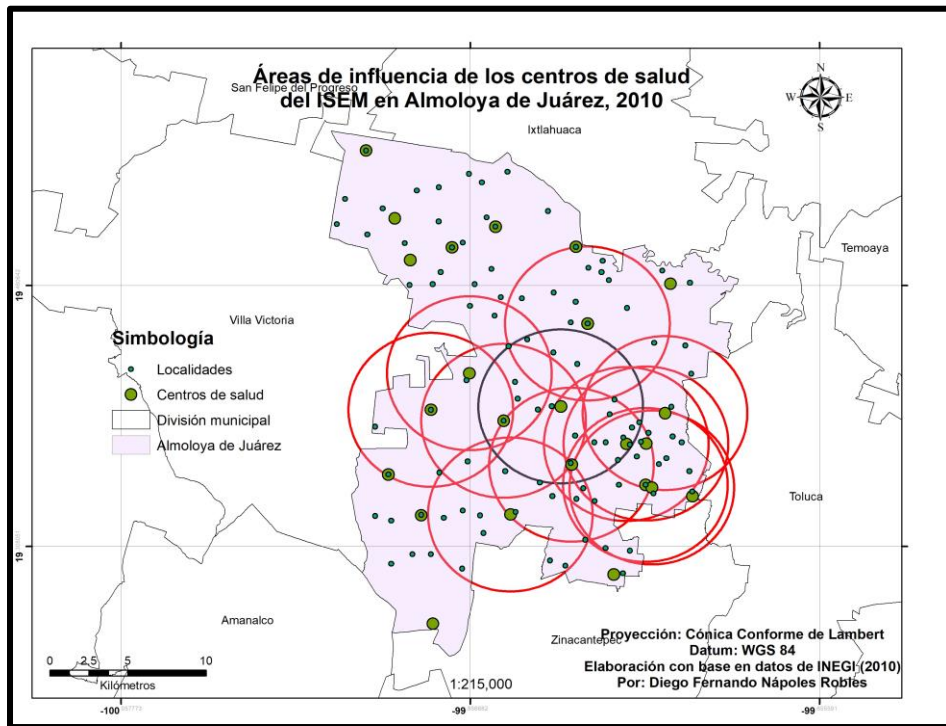 Áreas de influencia de los centros de salud
del ISEM en Almoloya de Juárez, 2010
San Felipe del Progreso
Ixtlahuaca
N
W
E
S
Temoaya
Villa Victoria
Simbología
Localidades
Centros de salud
División municipal
Almoloya de Juárez
Toluca
Amanalco
Zinacantepec
Proyección: Cónica Conforme de Lambert
Datum: WGS 84
Elaboración con base en datos de INEGI (2010)
Por: Diego Fernando Nápoles Robles
0 2,5 5 10
Kilómetros
1:215,000
19
19
-100
-99
-99